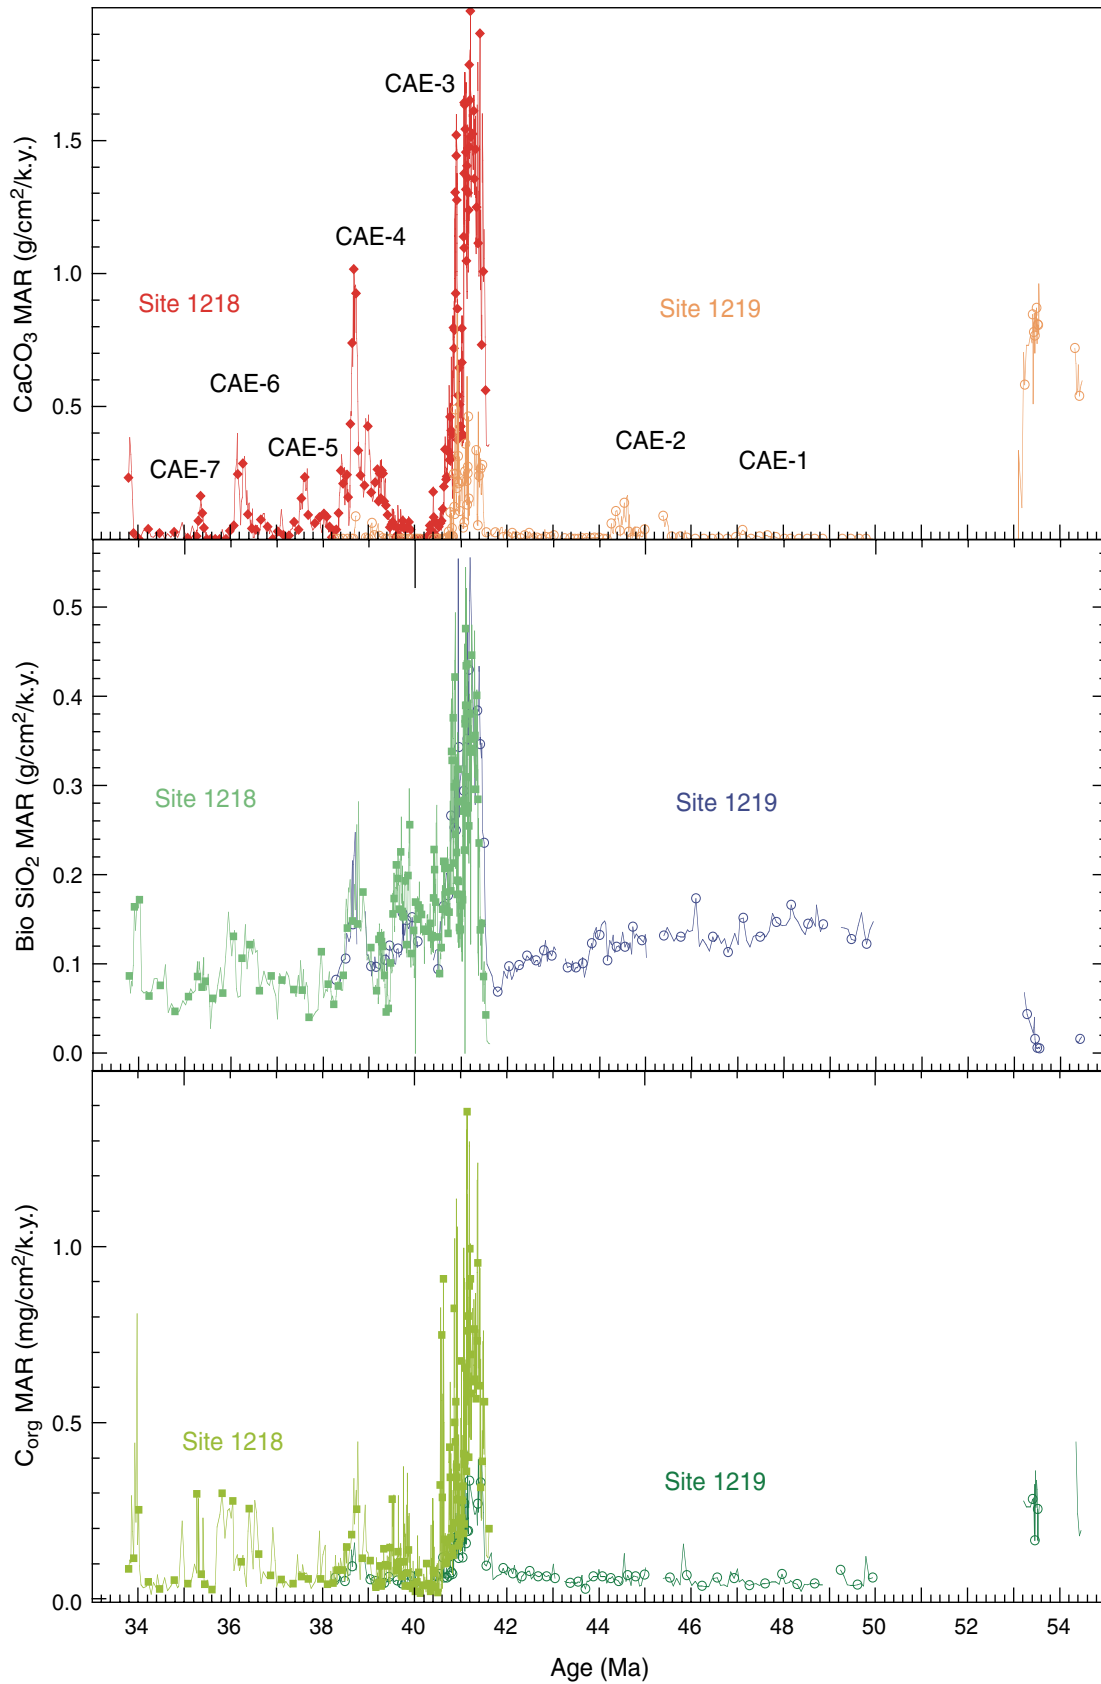 CaCO3 MAR (g/cm2/k.y.)
1.5
1.0
0.5
CAE-3
CAE-4
Site 1218
Site 1219
CAE-6
CAE-7
CAE-5
CAE-2
CAE-1
Bio SiO2 MAR (g/cm2/k.y.)
0.5
0.4
0.3
0.2
0.1
0.0
Site 1218
Site 1219
Corg MAR (mg/cm2/k.y.)
1.0
0.5
0.0
Site 1218
Site 1219
34 36 38 40 42 44 46 48 50 52 54
Age (Ma)